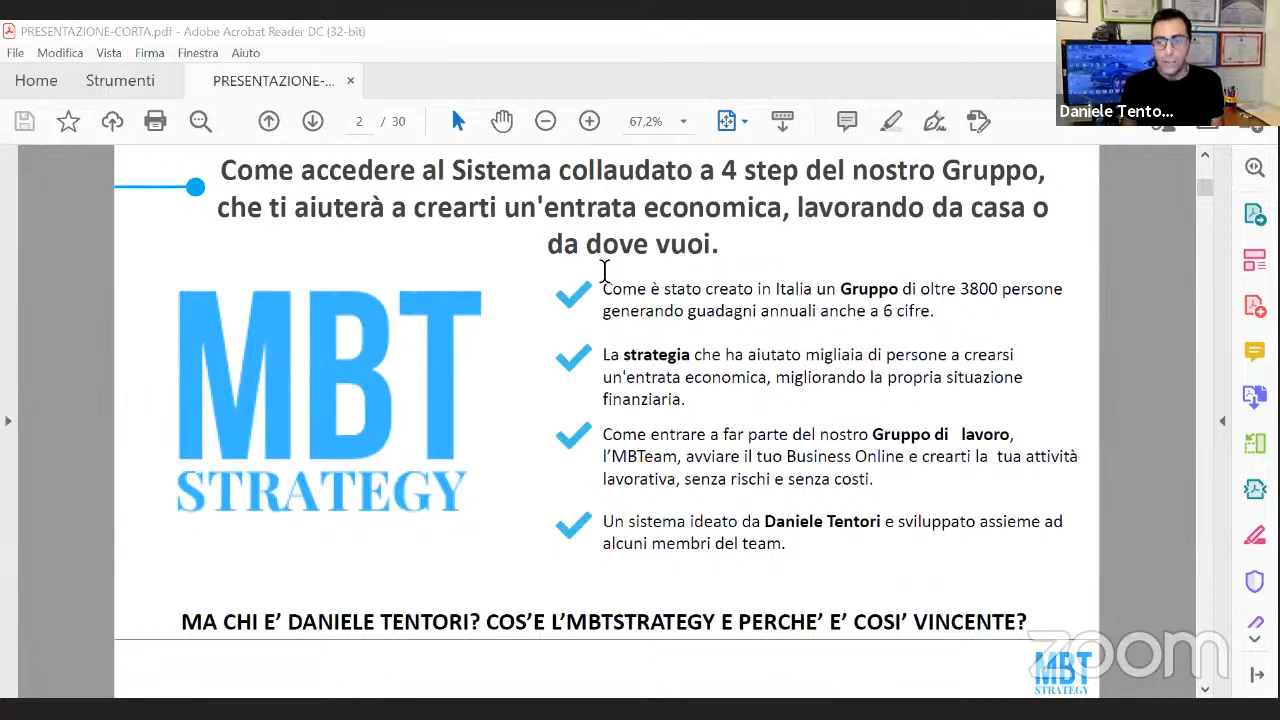 PRESENTAZIONE-CORTA.pdf - Adobe Acrobat Reader DC (32-bit)
File Modifica Vista Firma Finestra Aiuto
Home Strumenti PRESENTAZIONE-... ×
2 / 30 67,2%
Daniele Tento...
Come accedere al Sistema collaudato a 4 step del nostro Gruppo,
che ti aiuterà a crearti un'entrata economica, lavorando da casa o
da dove vuoi.
MBT
STRATEGY
Come è stato creato in Italia un Gruppo di oltre 3800 persone
generando guadagni annuali anche a 6 cifre.
La strategia che ha aiutato migliaia di persone a crearsi
un'entrata economica, migliorando la propria situazione
finanziaria.
Come entrare a far parte del nostro Gruppo di lavoro,
l’MBTeam, avviare il tuo Business Online e crearti la tua attività
lavorativa, senza rischi e senza costi.
Un sistema ideato da Daniele Tentori e sviluppato assieme ad
alcuni membri del team.
MA CHI E’ DANIELE TENTORI? COS’E L’MBTSTRATEGY E PERCHE’ E’ COSI’ VINCENTE?
zoom
MBT
STRATEGY